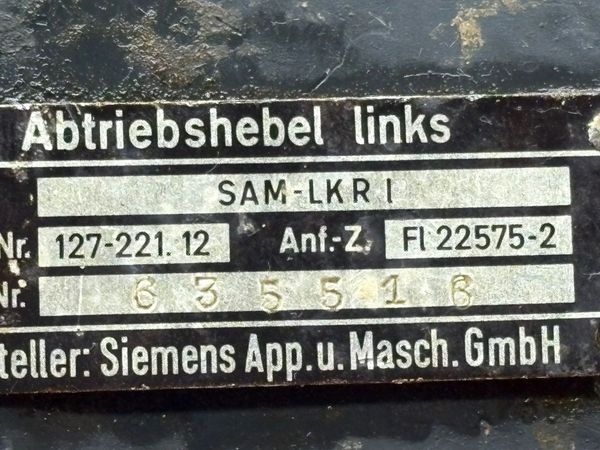 Abtriebshebel links
SAM-LKR I
Nr. 127-221.12 Anf.-Z. Fl 22575-2
Nr. 635516
teller: Siemens App.u.Masch.GmbH